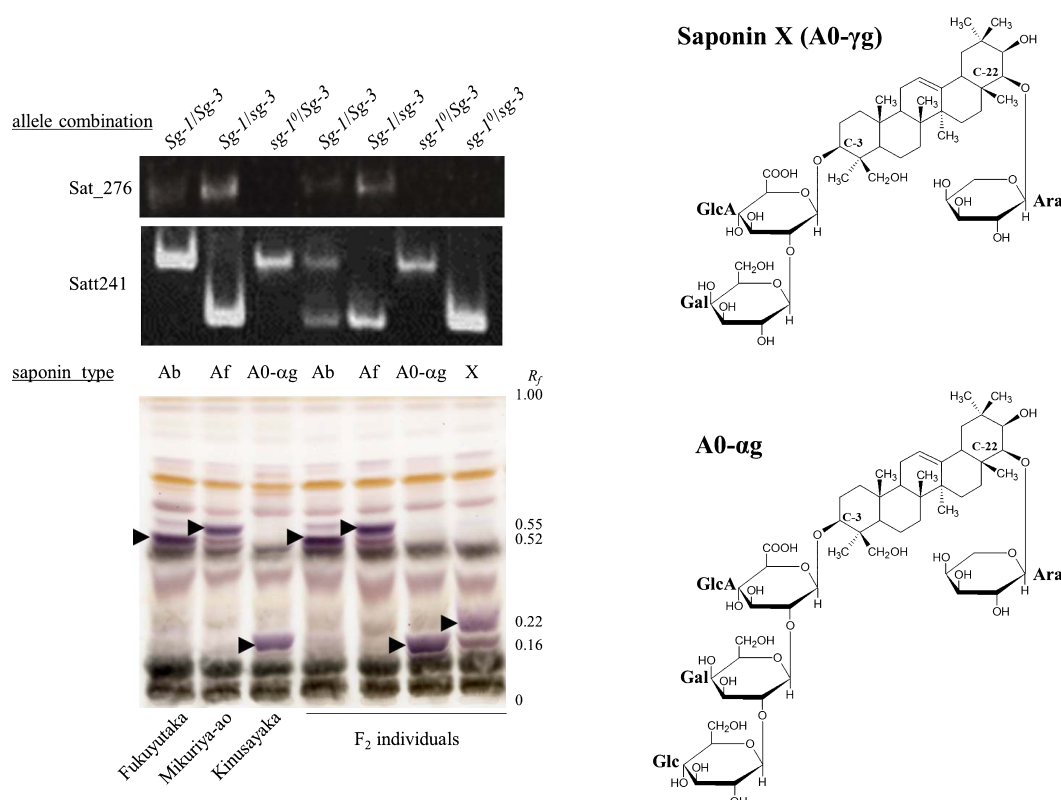 allele combination
Sg-1/Sg-3
Sg-1/sg-3
sg-1⁰/Sg-3
Sg-1/Sg-3
Sg-1/sg-3
sg-1⁰/Sg-3
sg-1⁰/sg-3
Sat_276
Satt241
saponin type
Ab Af A0-αg Ab Af A0-αg X
Rf
1.00
0.55
0.52
0.22
0.16
0
Fukuyutaka
Mikuriya-ao
Kinusayaka
F2 individuals
Saponin X (A0-γg)
H₃C CH₃
OH
C-22
O
CH₃ CH₃ CH₃
CH₃
C-3
O
H₃C CH₂OH
COOH
O
GlcA
OH
HO
H
O
OH
O
OH
H
Ara
OH
CH₂OH
HO
O
Gal
OH
H
OH
A0-αg
H₃C CH₃
OH
C-22
O
CH₃ CH₃ CH₃
CH₃
C-3
O
H₃C CH₂OH
COOH
O
GlcA
OH
HO
H
O
OH
O
OH
H
Ara
OH
CH₂OH
HO
O
Gal
OH
H
O
CH₂OH
O
Glc
OH
HO
H
OH